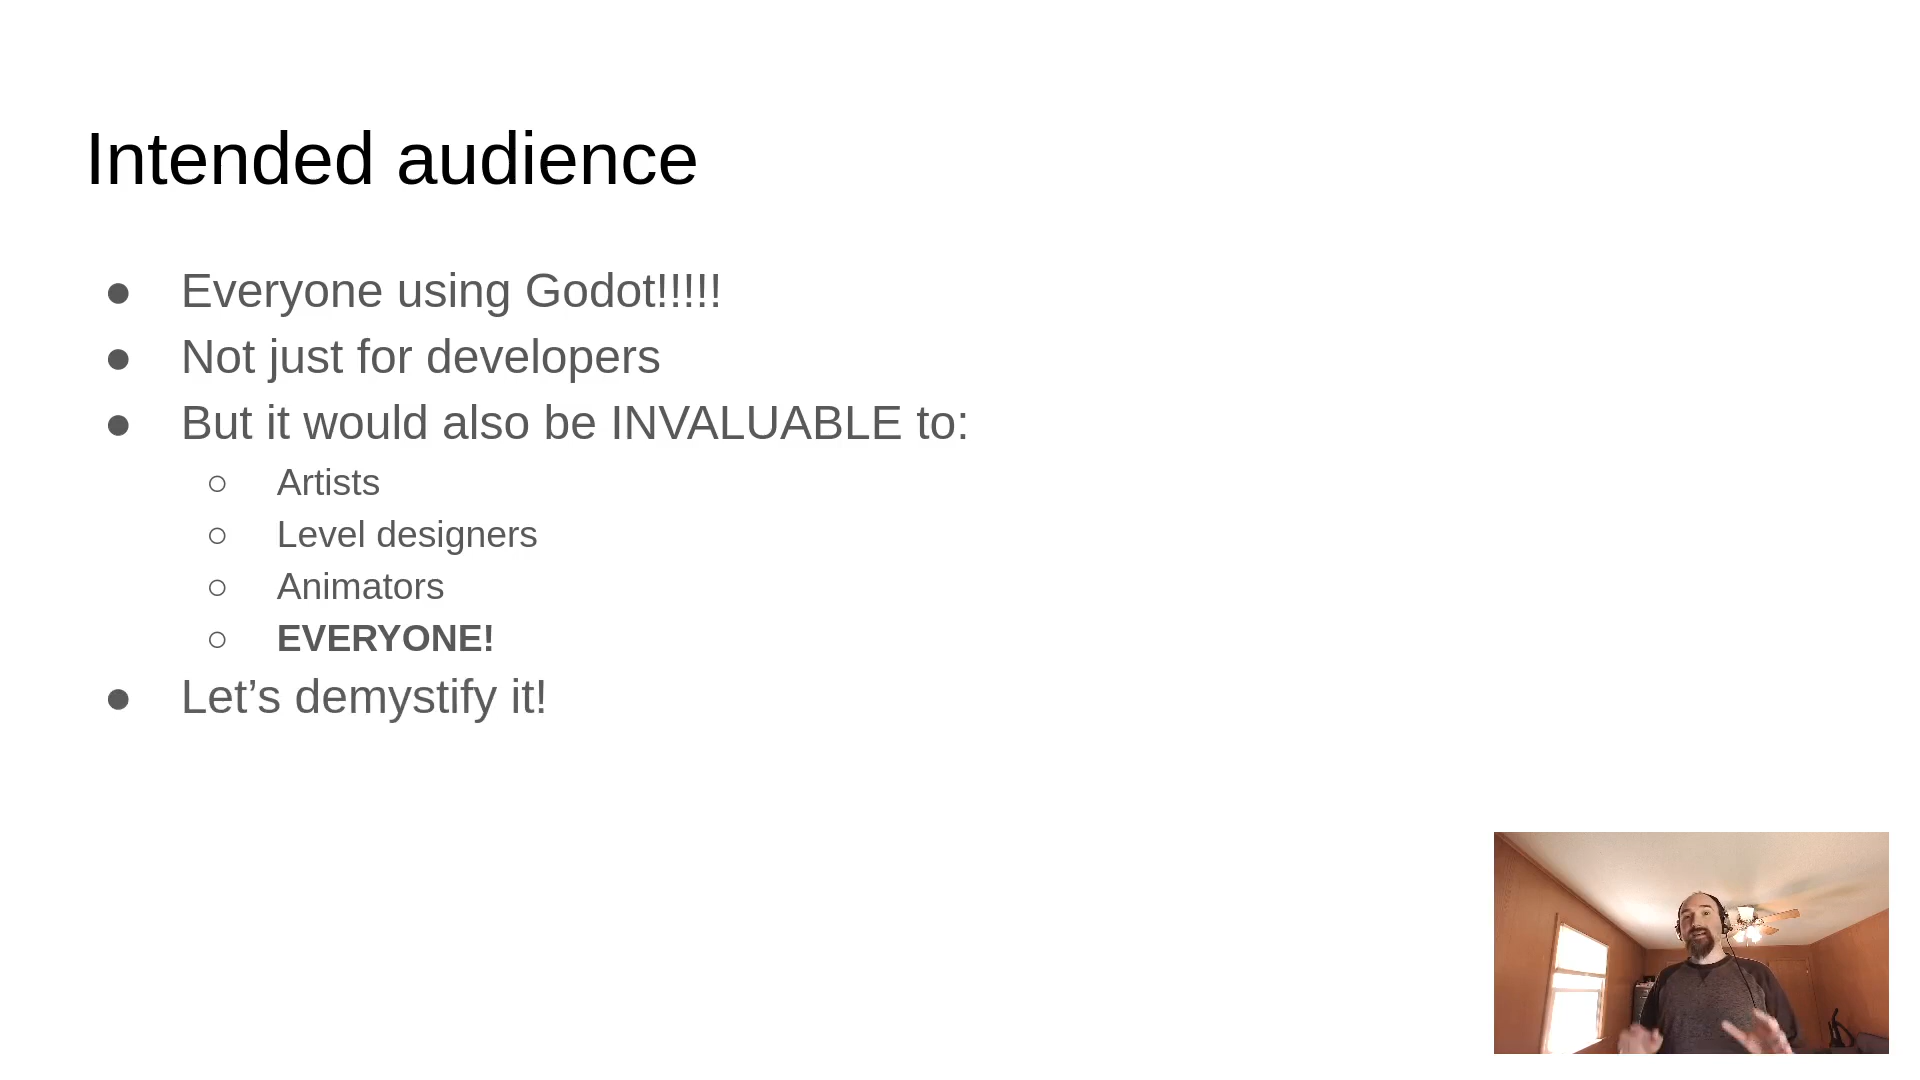 Intended audience
● Everyone using Godot!!!!!
● Not just for developers
● But it would also be INVALUABLE to:
○ Artists
○ Level designers
○ Animators
○ EVERYONE!
● Let’s demystify it!